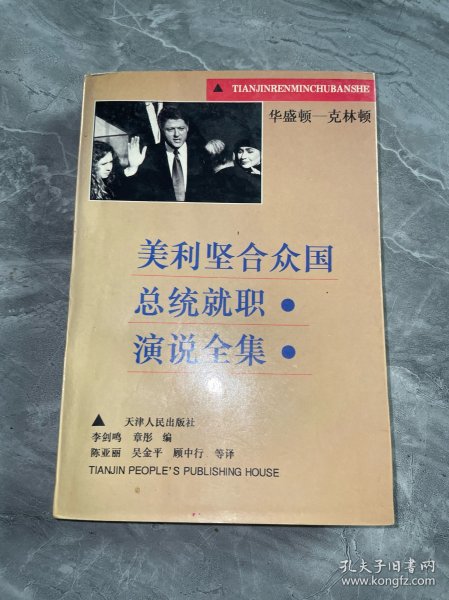 ▲ TIANJINRENMINCHUBANSHE
华盛顿—克林顿
美利坚合众国
总统就职●
演说全集●
▲ 天津人民出版社
李剑鸣 章彤 编
陈亚丽 吴金平 顾中行 等译
TIANJIN PEOPLE'S PUBLISHING HOUSE
孔夫子旧书网
www.kongfz.com